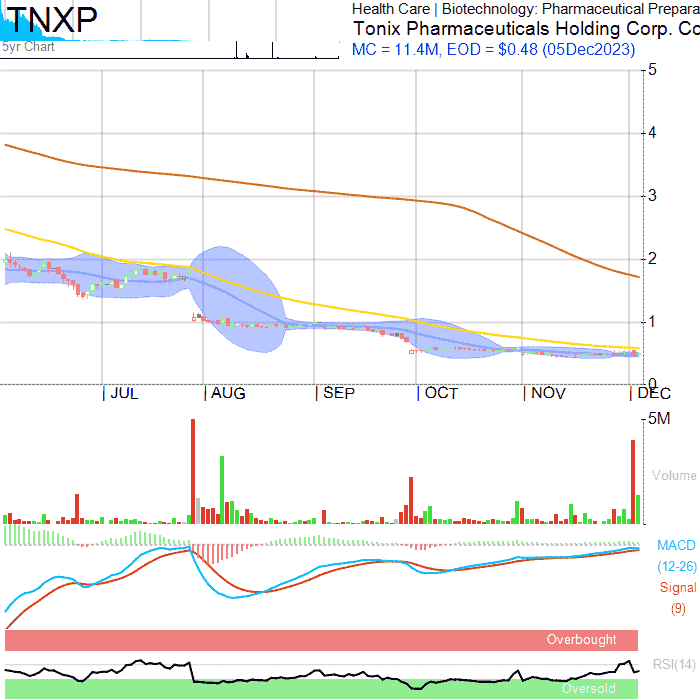 TNXP
Health Care | Biotechnology: Pharmaceutical Prepara
Tonix Pharmaceuticals Holding Corp. Co
5yr Chart
MC = 11.4M, EOD = $0.48 (05Dec2023)
5
4
3
2
1
0
JUL AUG SEP OCT NOV DEC
5M
Volume
MACD
(12-26)
Signal
(9)
Overbought
RSI(14)
Oversold